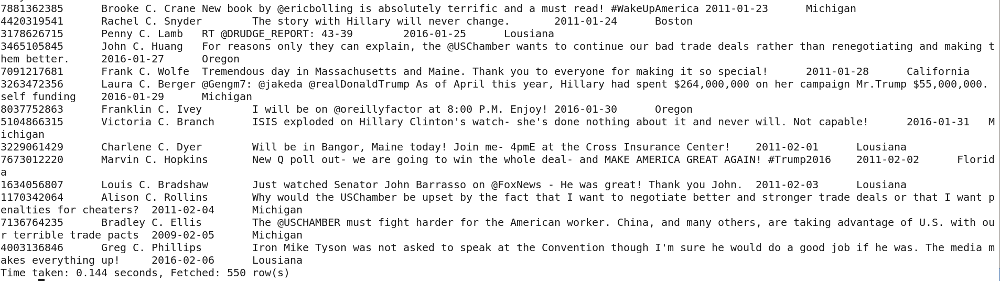 7881362385 Brooke C. Crane New book by @ericbolling is absolutely terrific and a must read! #WakeUpAmerica 2011-01-23 Michigan
4420319541 Rachel C. Snyder The story with Hillary will never change. 2011-01-24 Boston
3178626715 Penny C. Lamb RT @DRUDGE_REPORT: 43-39 2016-01-25 Lousiana
3465105845 John C. Huang For reasons only they can explain, the @USChamber wants to continue our bad trade deals rather than renegotiating and making t
hem better. 2016-01-27 Oregon
7091217681 Frank C. Wolfe Tremendous day in Massachusetts and Maine. Thank you to everyone for making it so special! 2011-01-28 California
3263472356 Laura C. Berger @Gengm7: @jakeda @realDonaldTrump As of April this year, Hillary had spent $264,000,000 on her campaign Mr.Trump $55,000,000.
self funding 2016-01-29 Michigan
8037752863 Franklin C. Ivey I will be on @oreillyfactor at 8:00 P.M. Enjoy! 2016-01-30 Oregon
5104866315 Victoria C. Branch ISIS exploded on Hillary Clinton's watch- she's done nothing about it and never will. Not capable! 2016-01-31 M
ichigan
3229061429 Charlene C. Dyer Will be in Bangor, Maine today! Join me- 4pmE at the Cross Insurance Center! 2011-02-01 Lousiana
7673012220 Marvin C. Hopkins New Q poll out- we are going to win the whole deal- and MAKE AMERICA GREAT AGAIN! #Trump2016 2011-02-02 Florid
a
1634056807 Louis C. Bradshaw Just watched Senator John Barrasso on @FoxNews - He was great! Thank you John. 2011-02-03 Lousiana
1170342064 Alison C. Rollins Why would the USChamber be upset by the fact that I want to negotiate better and stronger trade deals or that I want p
enalties for cheaters? 2011-02-04 Michigan
7136764235 Bradley C. Ellis The @USCHAMBER must fight harder for the American worker. China, and many others, are taking advantage of U.S. with ou
r terrible trade pacts 2009-02-05 Michigan
4003136846 Greg C. Phillips Iron Mike Tyson was not asked to speak at the Convention though I'm sure he would do a good job if he was. The media m
akes everything up! 2016-02-06 Lousiana
Time taken: 0.144 seconds, Fetched: 550 row(s)